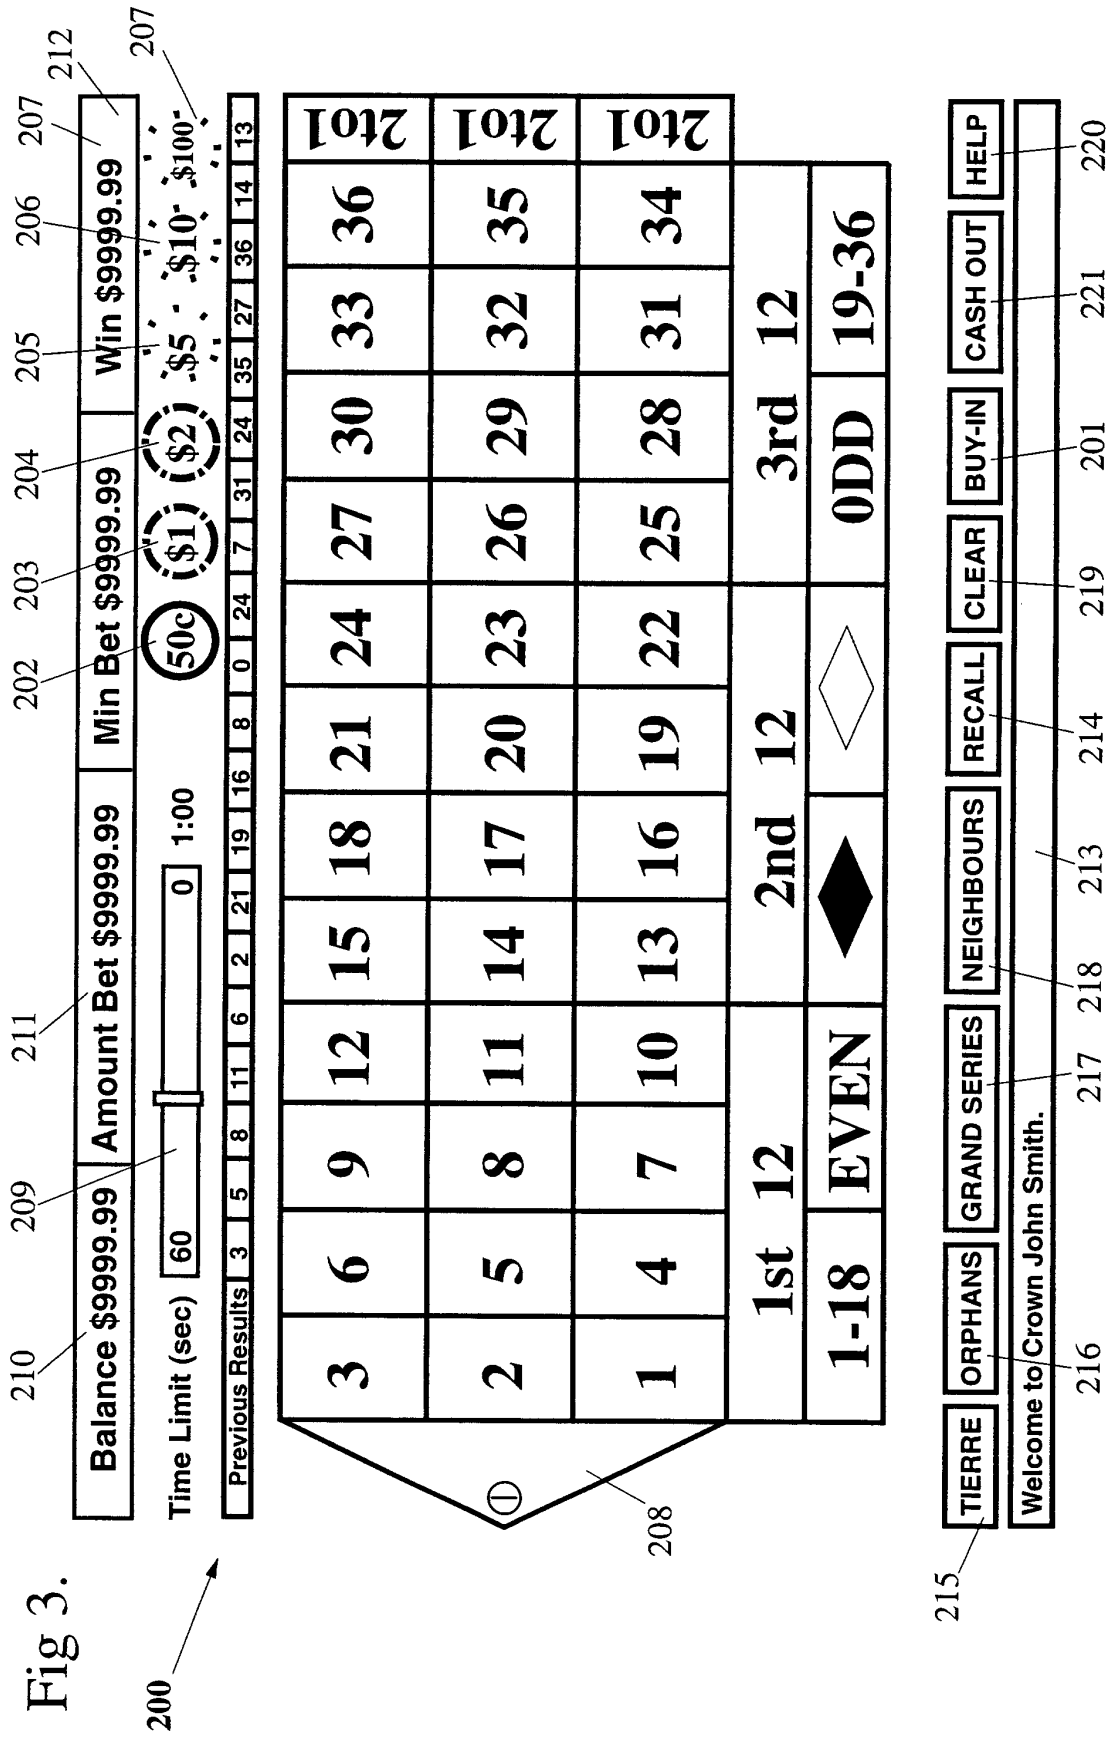 Fig 3.
210 209 211 202 203 204 205 206 207
212
Balance $9999.99 Amount Bet $9999.99 Min Bet $9999.99 Win $9999.99
207
200
Time Limit (sec) 60 0 1:00 50c $1 $2 $5 $10 $100
Previous Results 3 5 8 11 6 2 21 19 16 8 0 24 7 31 24 35 27 36 14 13
3 6 9 12 15 18 21 24 27 30 33 36 2to1
0 2 5 8 11 14 17 20 23 26 29 32 35 2to1
1 4 7 10 13 16 19 22 25 28 31 34 2to1
208
1st 12 2nd 12 3rd 12
1-18 EVEN 0DD 19-36
215
TIERRE ORPHANS GRAND SERIES NEIGHBOURS RECALL CLEAR BUY-IN CASH OUT HELP
Welcome to Crown John Smith.
216 217 218 213 214 219 201 221 220